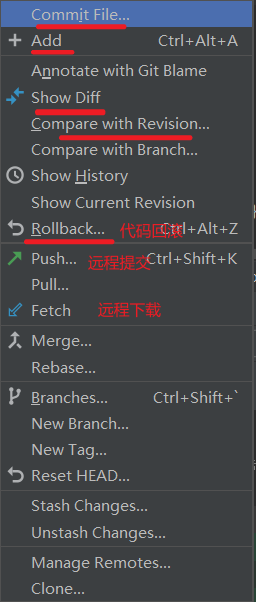 Commit File...
Add Ctrl+Alt+A
Annotate with Git Blame
Show Diff
Compare with Revision...
Compare with Branch...
Show History
Show Current Revision
Rollback... 代码回滚 Ctrl+Alt+Z
Push... 远程提交 Ctrl+Shift+K
Pull...
Fetch 远程下载
Merge...
Rebase...
Branches... Ctrl+Shift+`
New Branch...
New Tag...
Reset HEAD...
Stash Changes...
Unstash Changes...
Manage Remotes...
Clone...